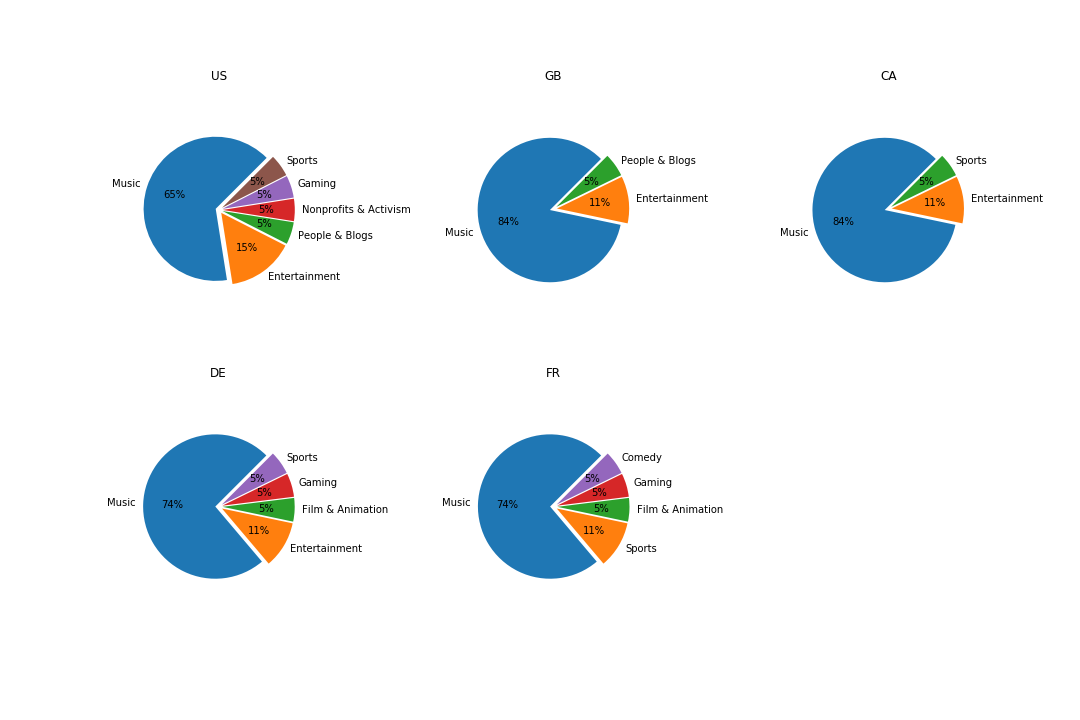 US
Music
65%
Sports
5%
Gaming
5%
Nonprofits & Activism
5%
People & Blogs
5%
Entertainment
15%
GB
Music
84%
People & Blogs
5%
Entertainment
11%
CA
Music
84%
Sports
5%
Entertainment
11%
DE
Music
74%
Sports
5%
Gaming
5%
Film & Animation
5%
Entertainment
11%
FR
Music
74%
Comedy
5%
Gaming
5%
Film & Animation
5%
Sports
11%